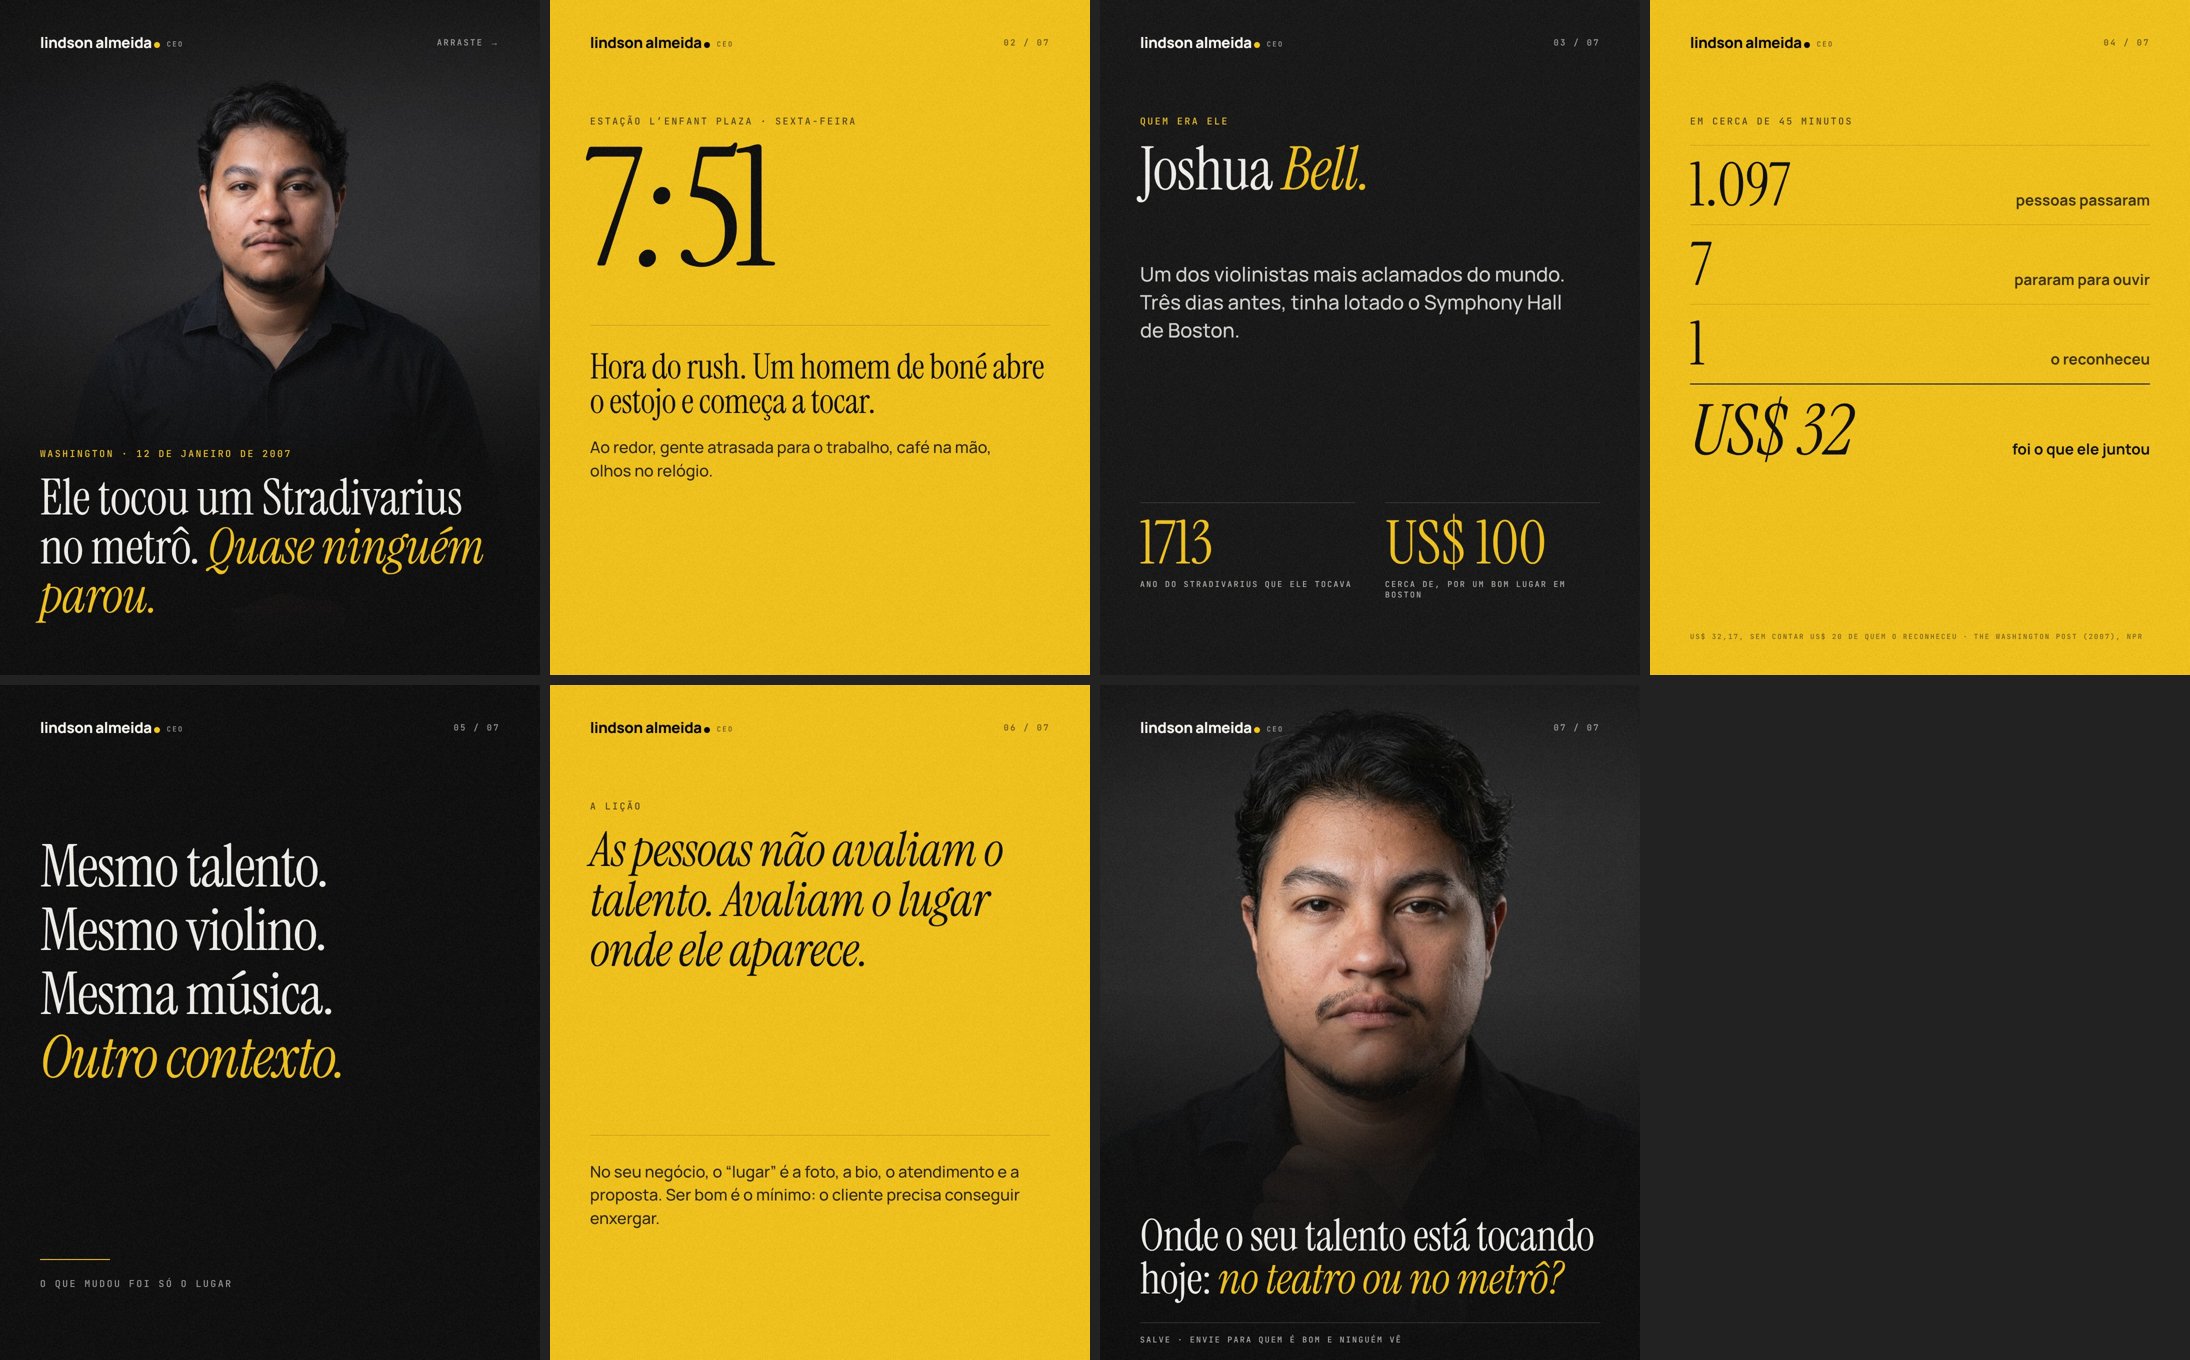 lindson almeida. CEO
ARRASTE →
WASHINGTON · 12 DE JANEIRO DE 2007
Ele tocou um Stradivarius
no metrô. Quase ninguém
parou.
lindson almeida. CEO
02 / 07
ESTAÇÃO L’ENFANT PLAZA · SEXTA-FEIRA
7:51
Hora do rush. Um homem de boné abre
o estojo e começa a tocar.
Ao redor, gente atrasada para o trabalho, café na mão,
olhos no relógio.
lindson almeida. CEO
03 / 07
QUEM ERA ELE
Joshua Bell.
Um dos violinistas mais aclamados do mundo.
Três dias antes, tinha lotado o Symphony Hall
de Boston.
1713
ANO DO STRADIVARIUS QUE ELE TOCAVA
US$ 100
CERCA DE, POR UM BOM LUGAR EM
BOSTON
lindson almeida. CEO
04 / 07
EM CERCA DE 45 MINUTOS
1.097 pessoas passaram
7 pararam para ouvir
1 o reconheceu
US$ 32 foi o que ele juntou
US$ 32,17, SEM CONTAR US$ 20 DE QUEM O RECONHECEU · THE WASHINGTON POST (2007), NPR
lindson almeida. CEO
05 / 07
Mesmo talento.
Mesmo violino.
Mesma música.
Outro contexto.
O QUE MUDOU FOI SÓ O LUGAR
lindson almeida. CEO
06 / 07
A LIÇÃO
As pessoas não avaliam o
talento. Avaliam o lugar
onde ele aparece.
No seu negócio, o “lugar” é a foto, a bio, o atendimento e a
proposta. Ser bom é o mínimo: o cliente precisa conseguir
enxergar.
lindson almeida. CEO
07 / 07
Onde o seu talento está tocando
hoje: no teatro ou no metrô?
SALVE · ENVIE PARA QUEM É BOM E NINGUÉM VÊ